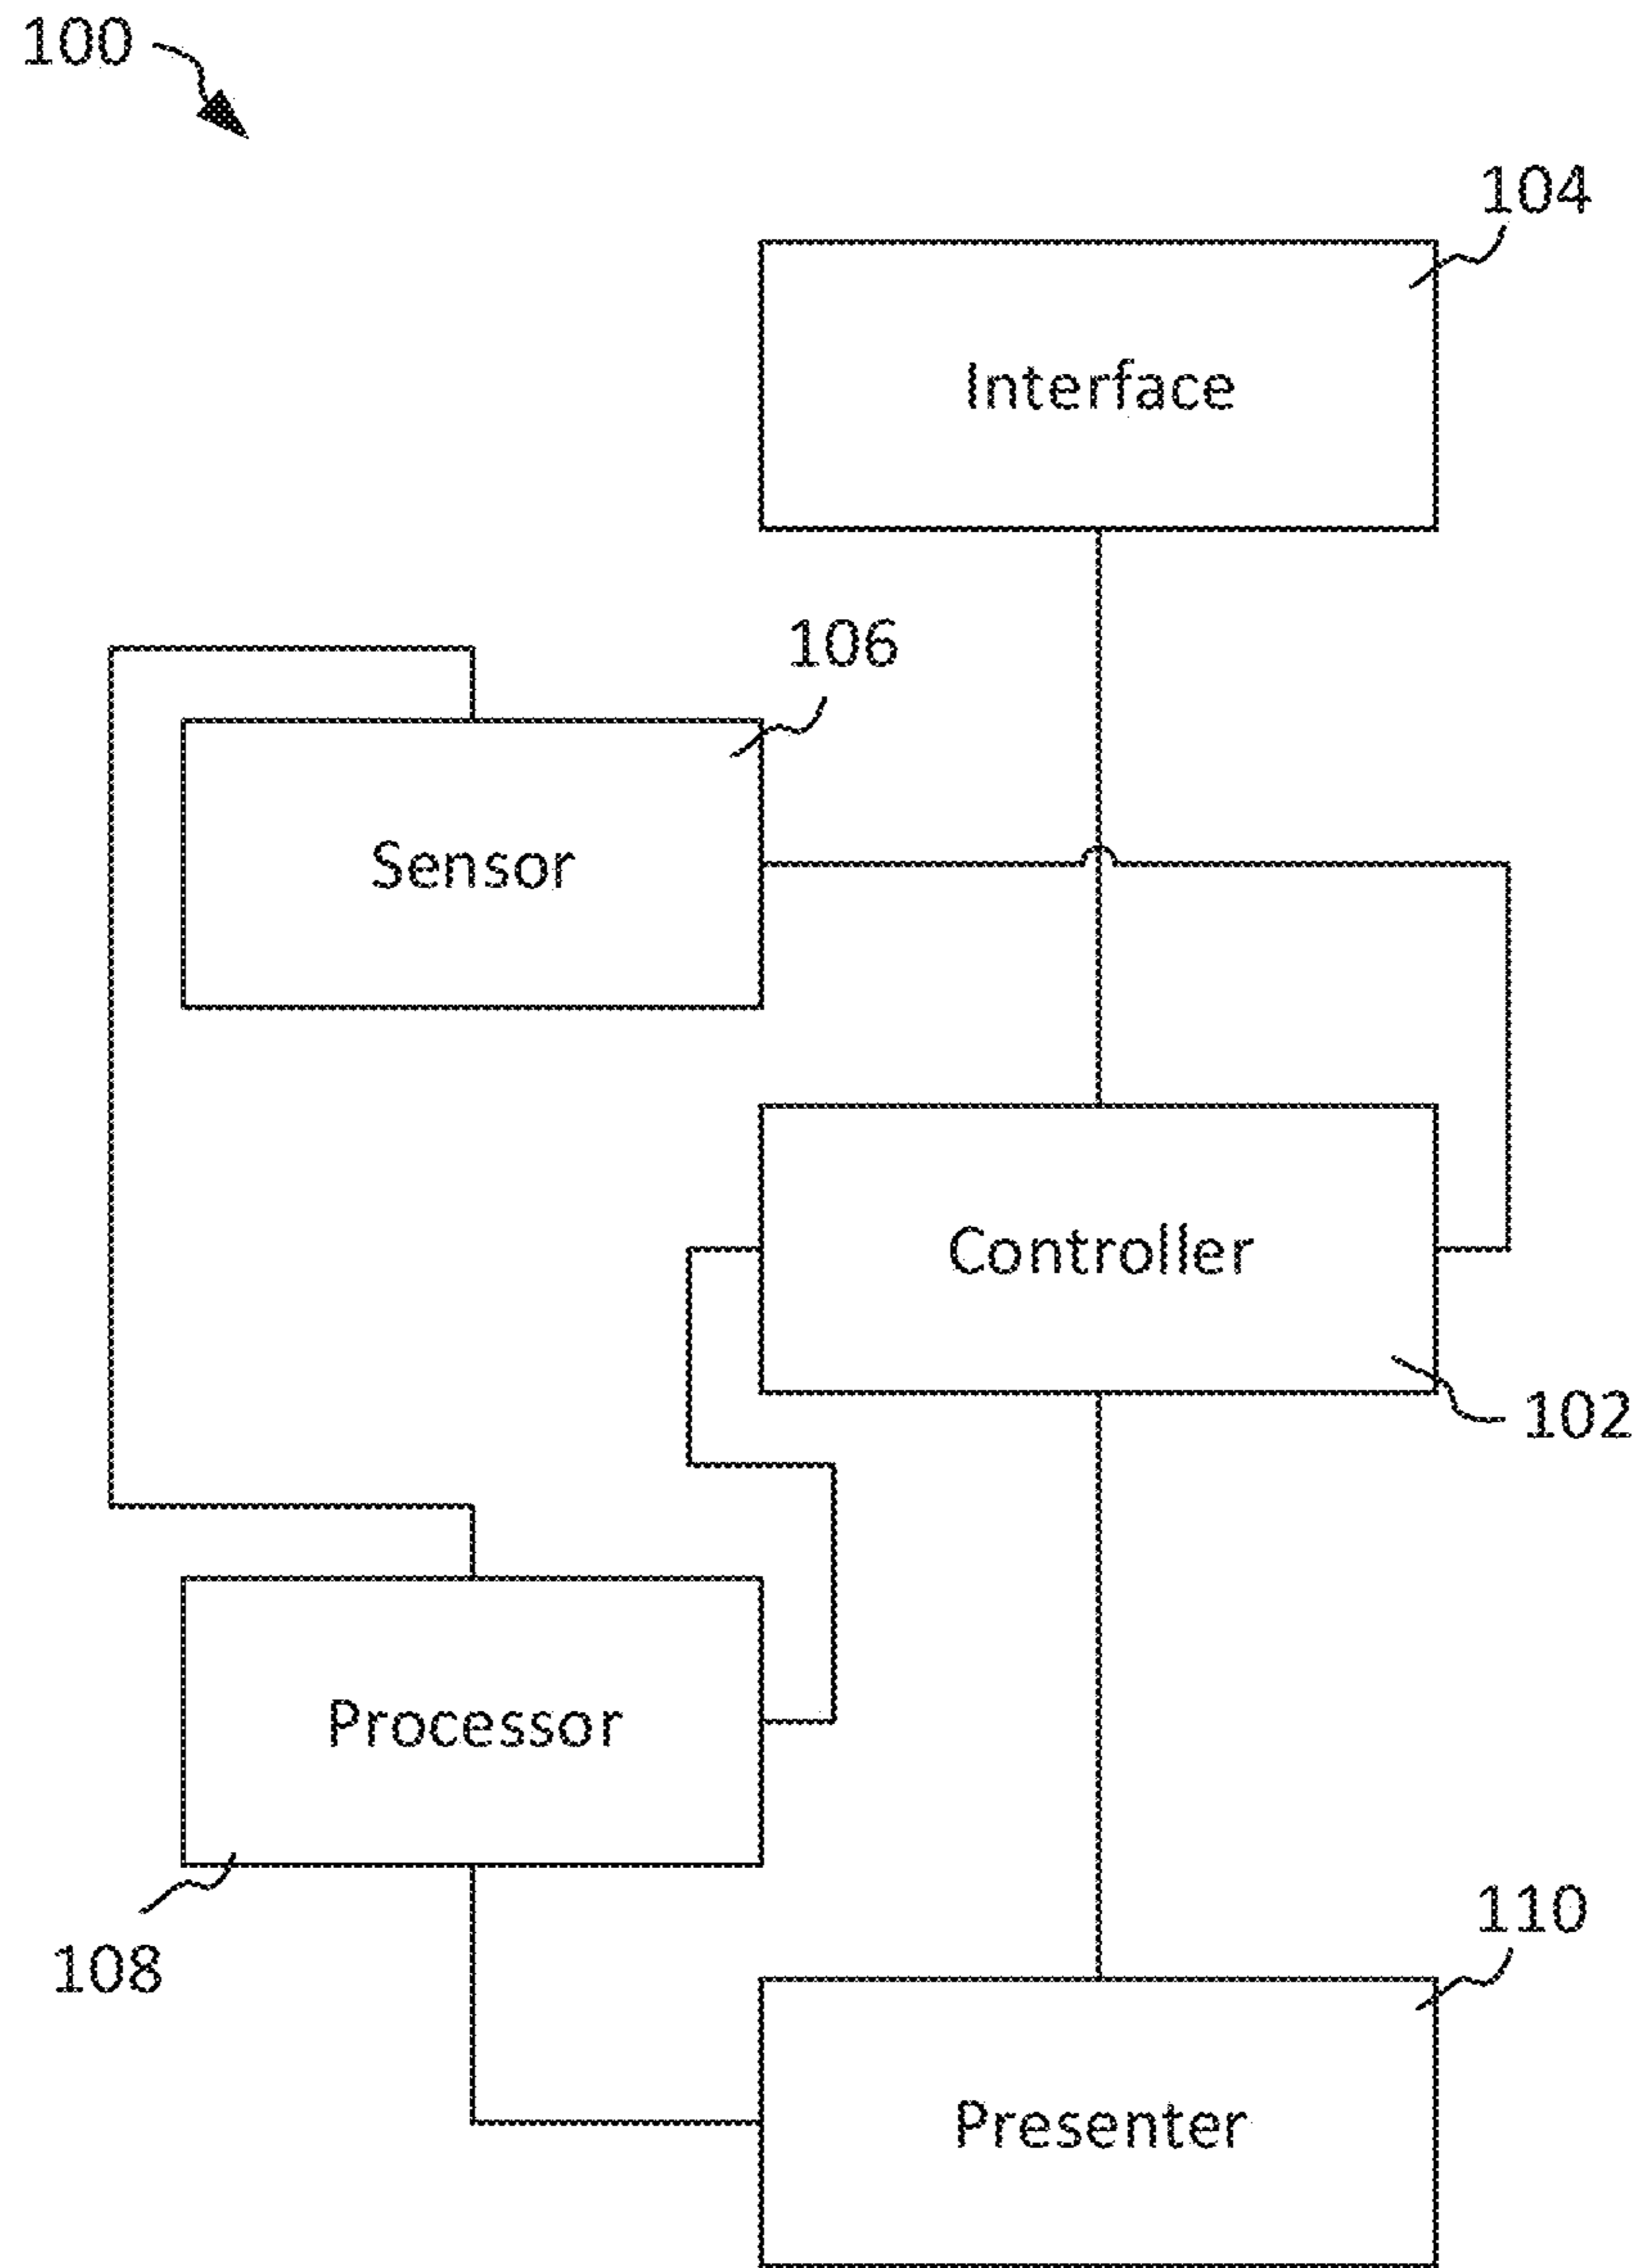 100
104
Interface
106
Sensor
Controller
102
Processor
108
110
Presenter